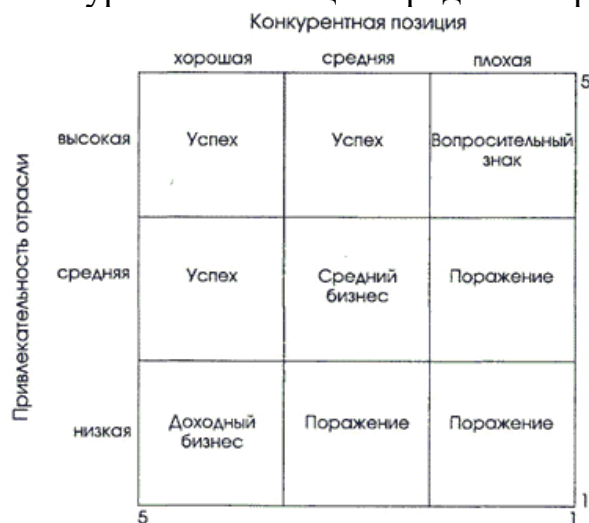 Конкурентная позиция
хорошая средняя плохая
5
высокая Успех Успех Вопросительный
знак
Привлекательность отрасли
средняя Успех Средний Поражение
бизнес
низкая Доходный Поражение Поражение
бизнес
1
5 1